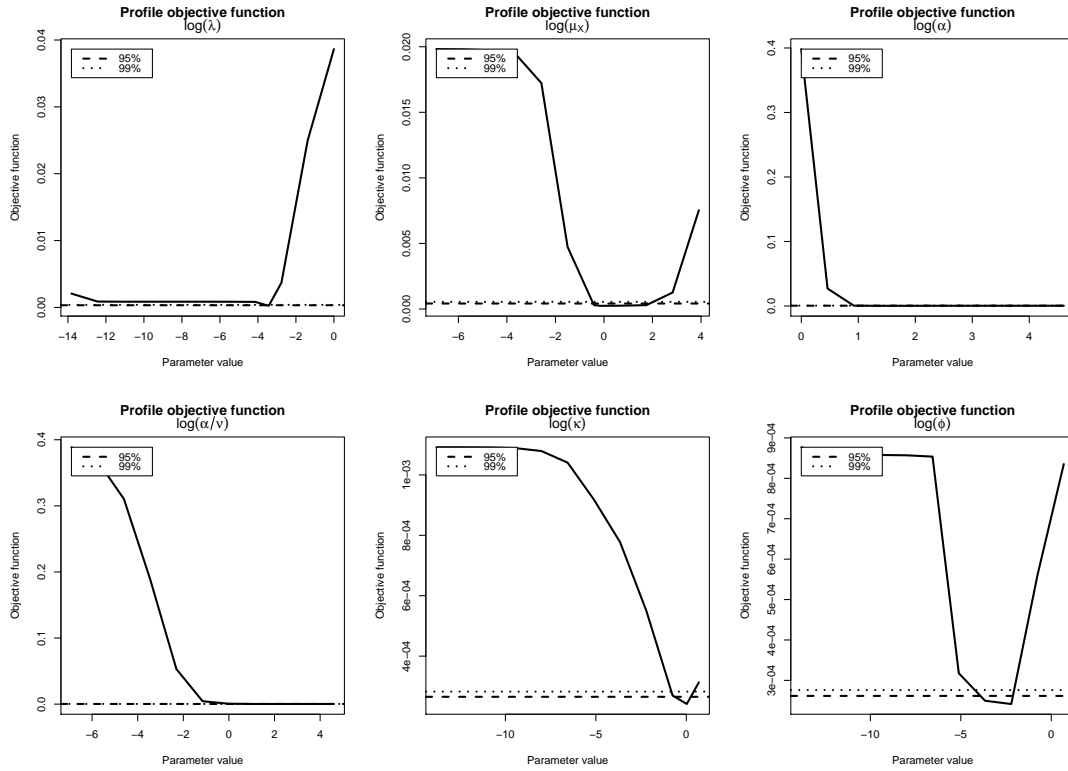 Profile objective function
log(λ)
95%
99%
0.04
0.03
0.02
0.01
0.00
Objective function
−14 −12 −10 −8 −6 −4 −2 0
Parameter value
Profile objective function
log(μX)
95%
99%
0.020
0.015
0.010
0.005
0.000
Objective function
−6 −4 −2 0 2 4
Parameter value
Profile objective function
log(α)
95%
99%
0.4
0.3
0.2
0.1
0.0
Objective function
0 1 2 3 4
Parameter value
Profile objective function
log(α/ν)
95%
99%
0.4
0.3
0.2
0.1
0.0
Objective function
−6 −4 −2 0 2 4
Parameter value
Profile objective function
log(κ)
95%
99%
1e−03
8e−04
6e−04
4e−04
Objective function
−10 −5 0
Parameter value
Profile objective function
log(ϕ)
95%
99%
9e−04
8e−04
7e−04
6e−04
5e−04
4e−04
3e−04
Objective function
−10 −5 0
Parameter value